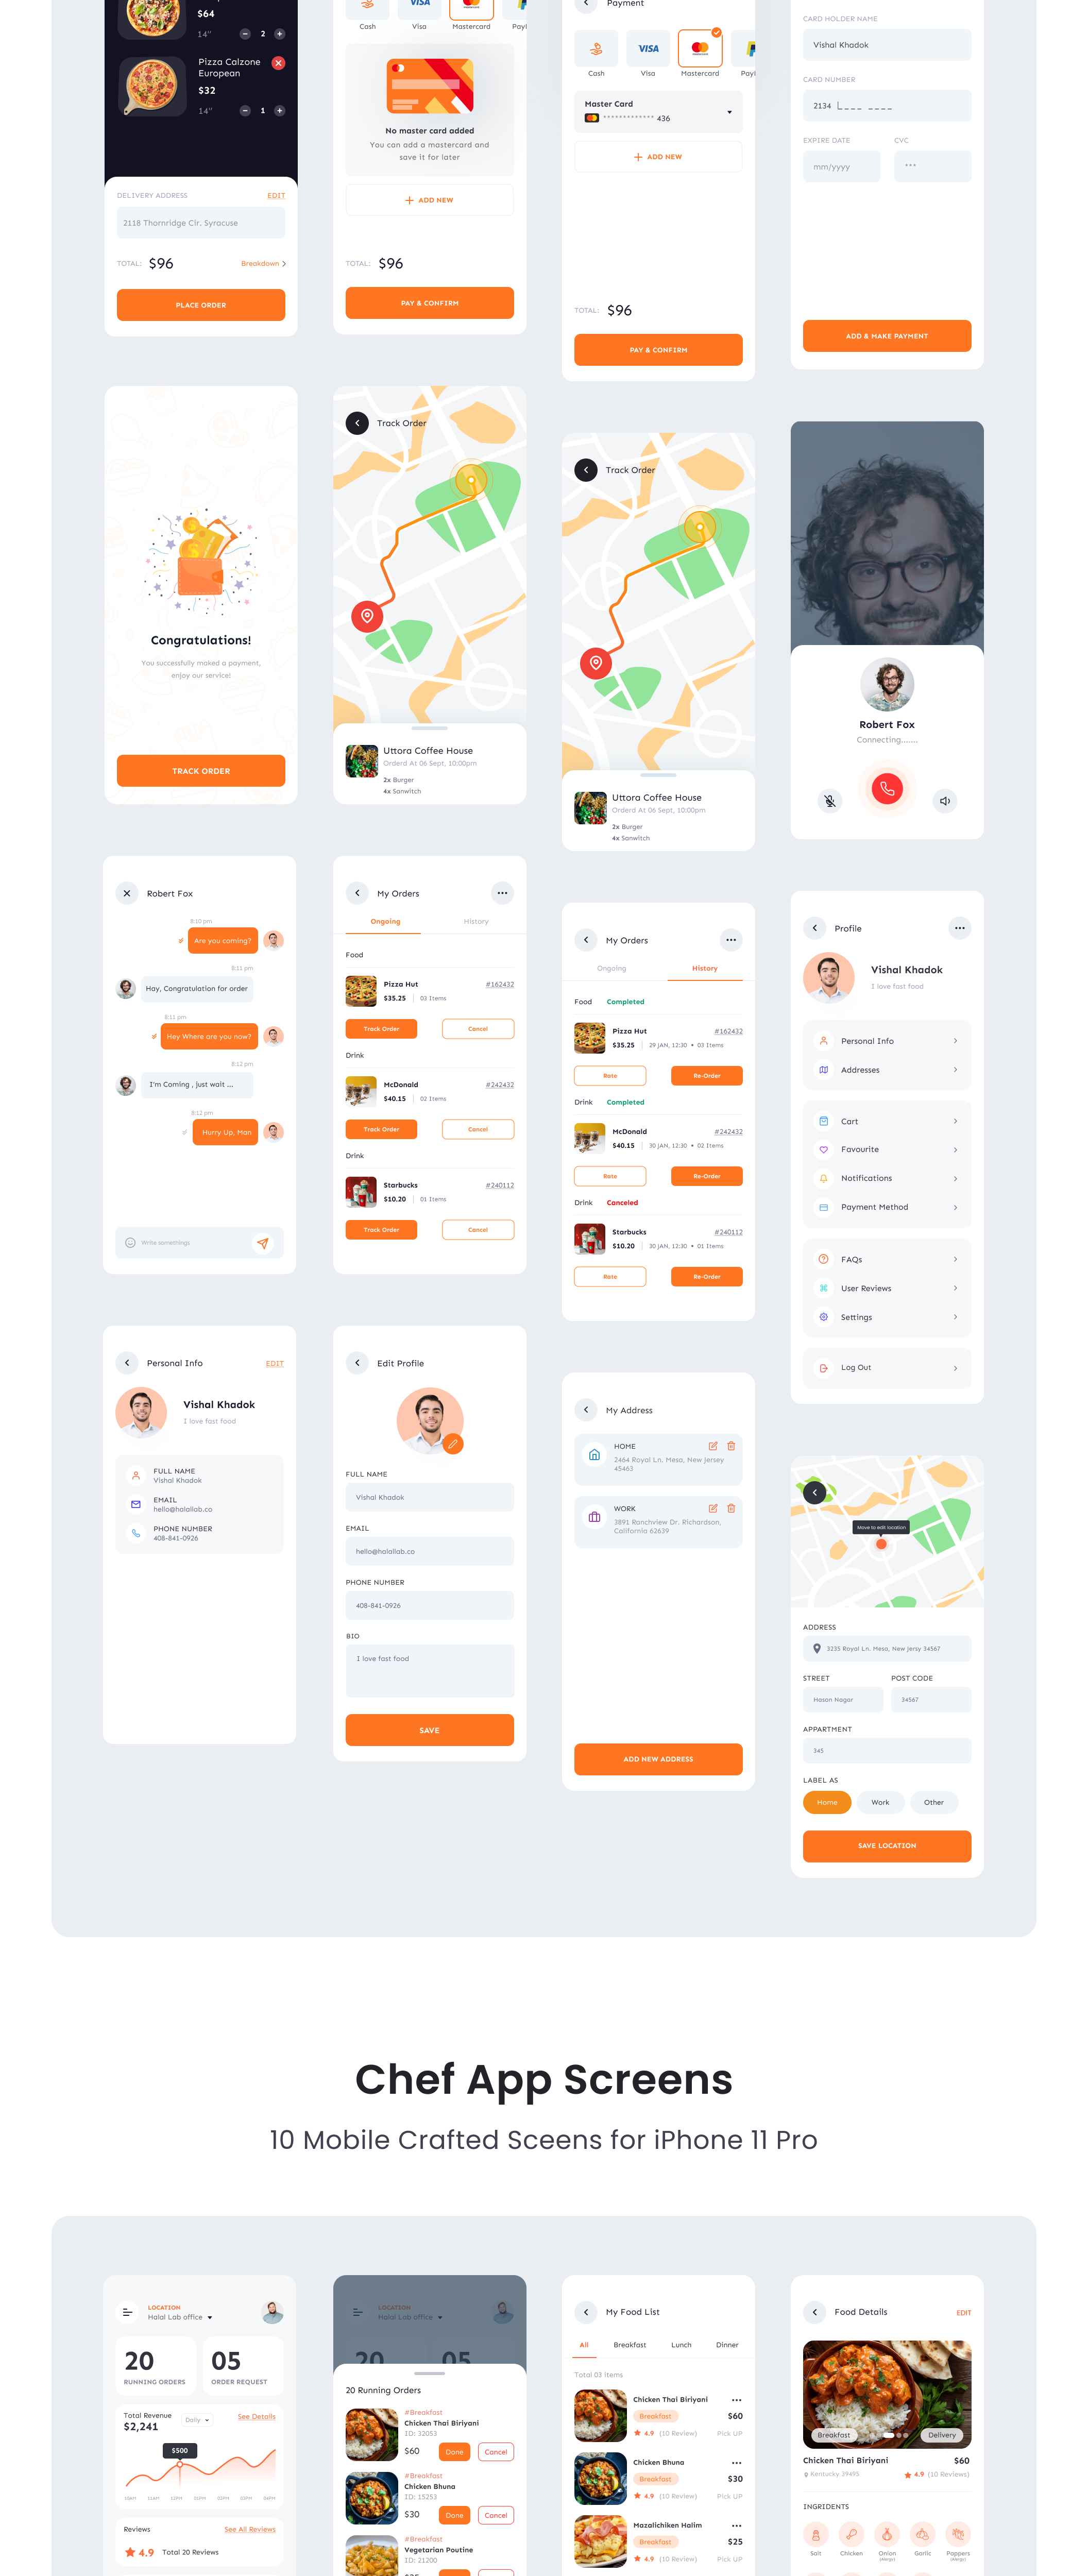 $64
14"
2
Pizza Calzone
European
$32
14"
1
DELIVERY ADDRESS
EDIT
2118 Thornridge Cir. Syracuse
TOTAL:
$96
Breakdown
PLACE ORDER
Cash
Visa
Mastercard
No master card added
You can add a mastercard and
save it for later
ADD NEW
TOTAL:
$96
PAY & CONFIRM
Payment
VISA
Cash
Visa
Mastercard
Master Card
************* 436
ADD NEW
TOTAL:
$96
PAY & CONFIRM
CARD HOLDER NAME
Vishal Khadok
CARD NUMBER
2134 |_ _ _ _ _ _ _ _
EXPIRE DATE
CVC
mm/yyyy
***
ADD & MAKE PAYMENT
Congratulations!
You successfully maked a payment,
enjoy our service!
TRACK ORDER
Track Order
Uttora Coffee House
Orderd At 06 Sept, 10:00pm
2x Burger
4x Sanwitch
Track Order
Uttora Coffee House
Orderd At 06 Sept, 10:00pm
2x Burger
4x Sanwitch
Robert Fox
Connecting.......
Robert Fox
8:10 pm
Are you coming?
8:11 pm
Hay, Congratulation for order
8:11 pm
Hey Where are you now?
8:12 pm
I'm Coming , just wait ...
8:12 pm
Hurry Up, Man
Write somethings
My Orders
Ongoing
History
Food
Pizza Hut
#162432
$35.25
03 Items
Track Order
Cancel
Drink
McDonald
#242432
$40.15
02 Items
Track Order
Cancel
Drink
Starbucks
#240112
$10.20
01 Items
Track Order
Cancel
My Orders
Ongoing
History
Food
Completed
Pizza Hut
#162432
$35.25
29 JAN, 12:30 • 03 Items
Rate
Re-Order
Drink
Completed
McDonald
#242432
$40.15
30 JAN, 12:30 • 02 Items
Rate
Re-Order
Drink
Canceled
Starbucks
#240112
$10.20
30 JAN, 12:30 • 01 Items
Rate
Re-Order
Profile
Vishal Khadok
I love fast food
Personal Info
Addresses
Cart
Favourite
Notifications
Payment Method
FAQs
User Reviews
Settings
Log Out
Personal Info
EDIT
Vishal Khadok
I love fast food
FULL NAME
Vishal Khadok
EMAIL
hello@halallab.co
PHONE NUMBER
408-841-0926
Edit Profile
FULL NAME
Vishal Khadok
EMAIL
hello@halallab.co
PHONE NUMBER
408-841-0926
BIO
I love fast food
SAVE
My Address
HOME
2464 Royal Ln. Mesa, New Jersey
45463
WORK
3891 Ranchview Dr. Richardson,
California 62639
ADD NEW ADDRESS
Move to edit location
ADDRESS
3235 Royal Ln. Mesa, New Jersy 34567
STREET
POST CODE
Hason Nagar
34567
APPARTMENT
345
LABEL AS
Home
Work
Other
SAVE LOCATION
Chef App Screens
10 Mobile Crafted Sceens for iPhone 11 Pro
LOCATION
Halal Lab office
20
RUNNING ORDERS
05
ORDER REQUEST
Total Revenue
$2,241
Daily
See Details
$500
10AM 11AM 12PM 01PM 02PM 03PM 04PM
Reviews
See All Reviews
4.9
Total 20 Reviews
LOCATION
Halal Lab office
20
05
20 Running Orders
#Breakfast
Chicken Thai Biriyani
ID: 32053
$60
Done
Cancel
#Breakfast
Chicken Bhuna
ID: 15253
$30
Done
Cancel
#Breakfast
Vegetarian Poutine
ID: 21200
My Food List
All
Breakfast
Lunch
Dinner
Total 03 items
Chicken Thai Biriyani
Breakfast
$60
4.9 (10 Review)
Pick UP
Chicken Bhuna
Breakfast
$30
4.9 (10 Review)
Pick UP
Mazalichiken Halim
Breakfast
$25
4.9 (10 Review)
Pick UP
Food Details
EDIT
Breakfast
Delivery
Chicken Thai Biriyani
$60
Kentucky 39495
4.9 (10 Reviews)
INGRIDENTS
Salt
Chicken
Onion
(Alergy)
Garlic
Pappers
(Alergy)